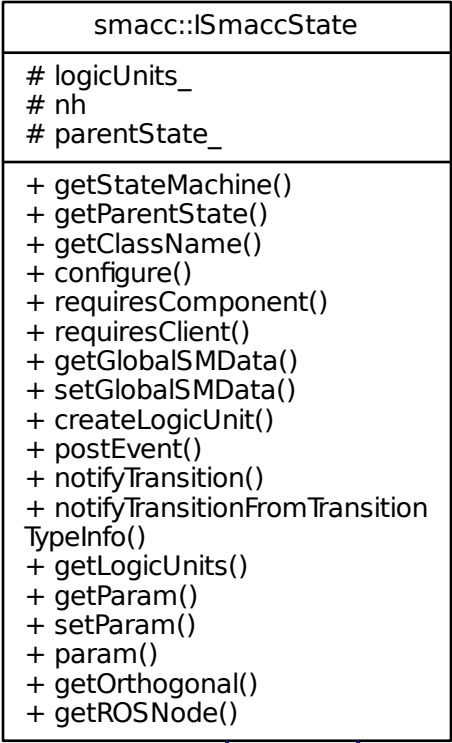 smacc::ISmaccState
# logicUnits_
# nh
# parentState_
+ getStateMachine()
+ getParentState()
+ getClassName()
+ configure()
+ requiresComponent()
+ requiresClient()
+ getGlobalSMData()
+ setGlobalSMData()
+ createLogicUnit()
+ postEvent()
+ notifyTransition()
+ notifyTransitionFromTransition
TypeInfo()
+ getLogicUnits()
+ getParam()
+ setParam()
+ param()
+ getOrthogonal()
+ getROSNode()